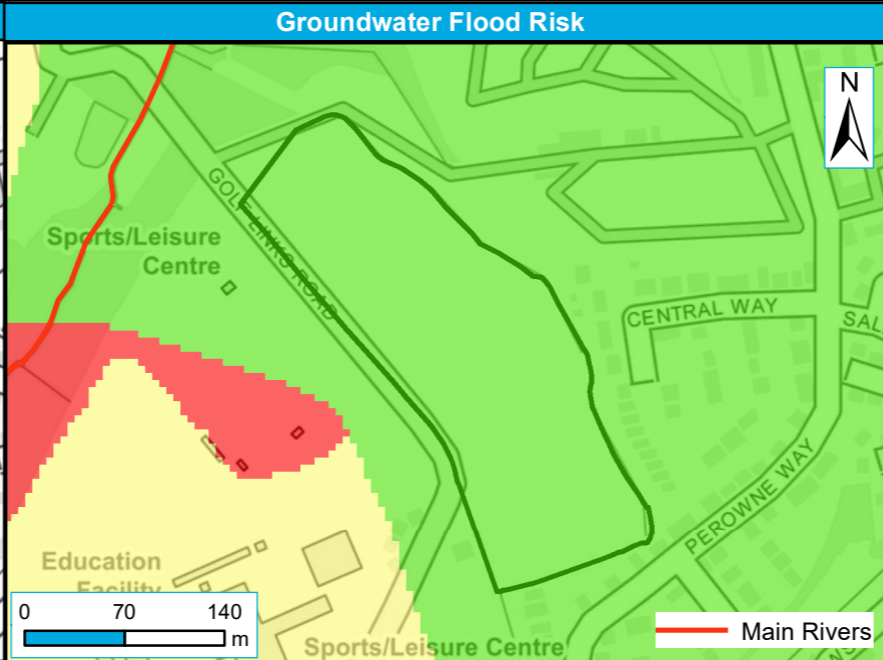 Groundwater Flood Risk
N
GOLF LINKS ROAD
Sports/Leisure
Centre
CENTRAL WAY
SAL
PEROWNE WAY
Education
Facility
0 70 140
m
Sports/Leisure Centre
Main Rivers